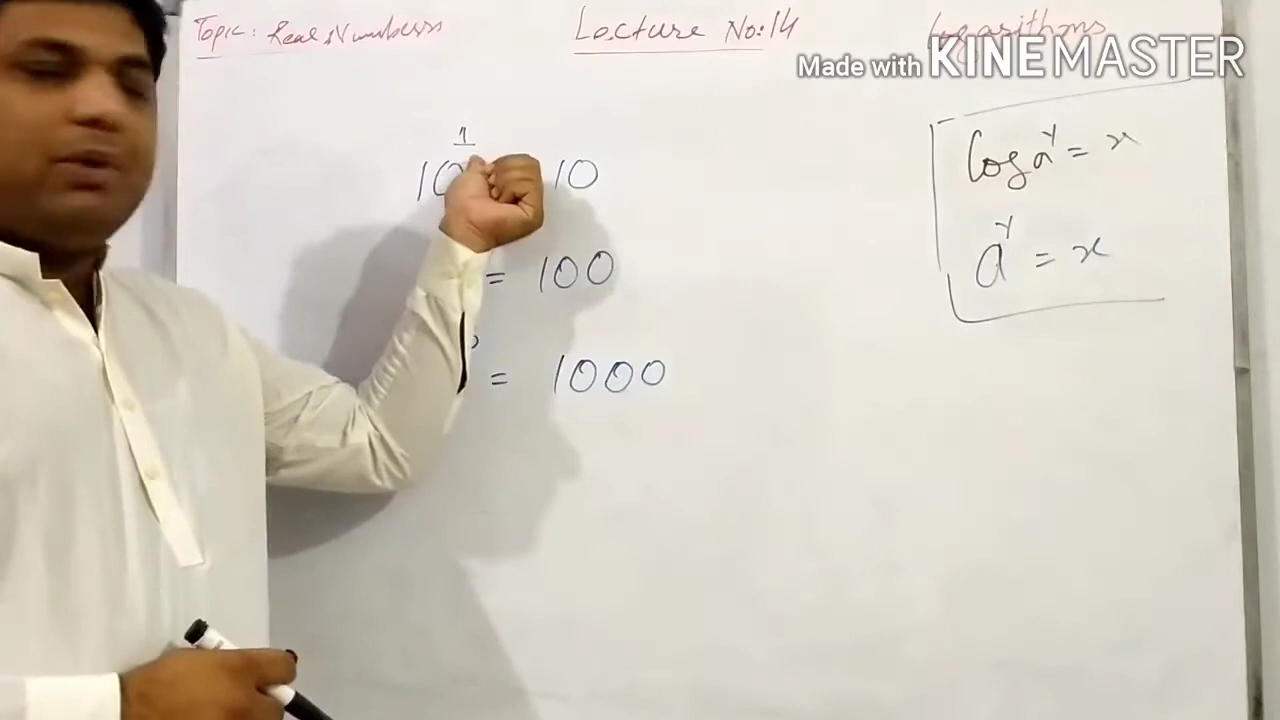 Topic: Real Numbers
Lecture No:14
Logarithms
Made with KINEMASTER
10^1 10
= 100
= 1000
log a^y = x
a^y = x